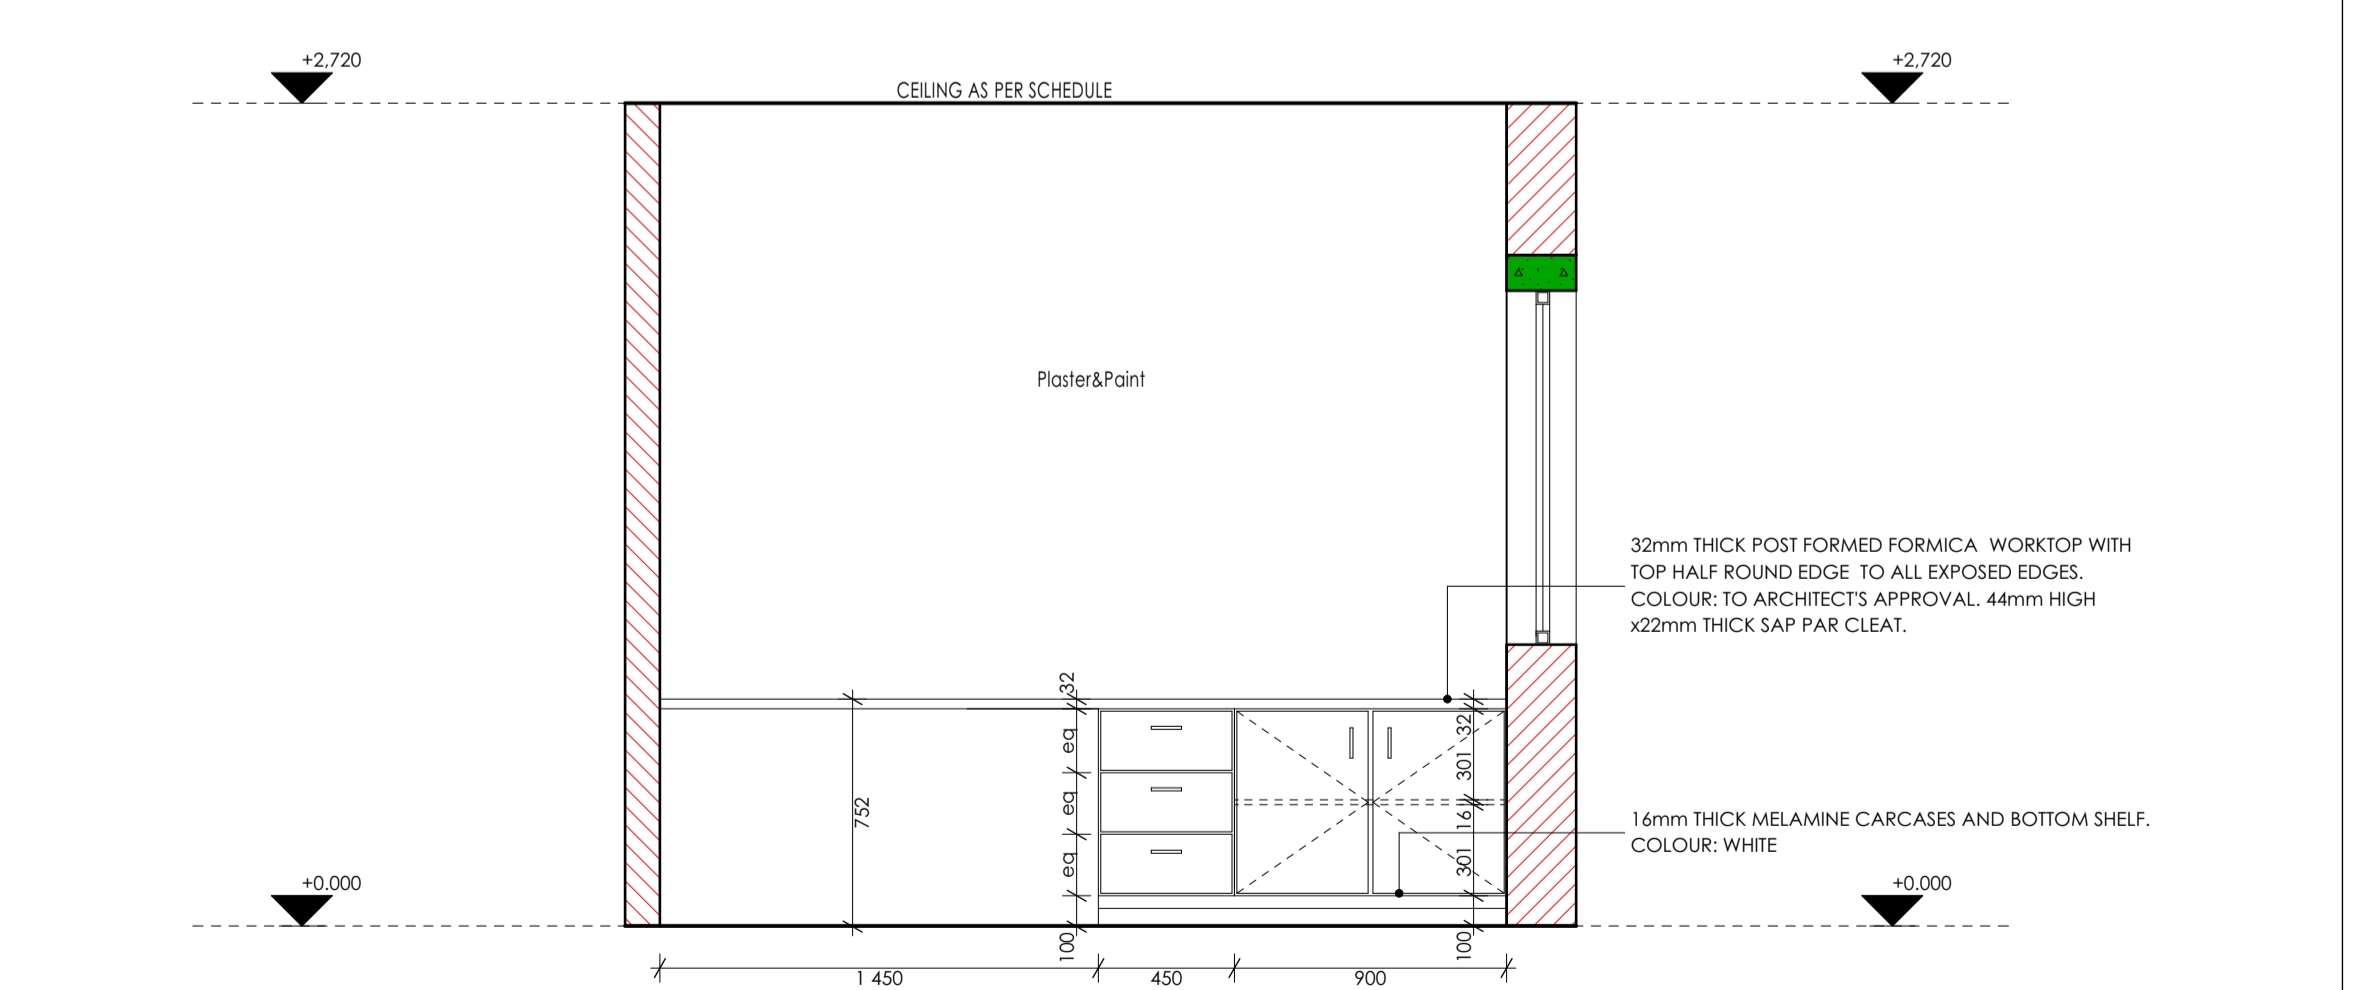 +2,720
+2,720
CEILING AS PER SCHEDULE
Plaster&Paint
32mm THICK POST FORMED FORMICA WORKTOP WITH
TOP HALF ROUND EDGE TO ALL EXPOSED EDGES.
COLOUR: TO ARCHITECT'S APPROVAL. 44mm HIGH
x22mm THICK SAP PAR CLEAT.
32
32
eq
301
752
eq
16
16mm THICK MELAMINE CARCASES AND BOTTOM SHELF.
COLOUR: WHITE
eq
301
+0.000
+0.000
100
100
1 450
450
900